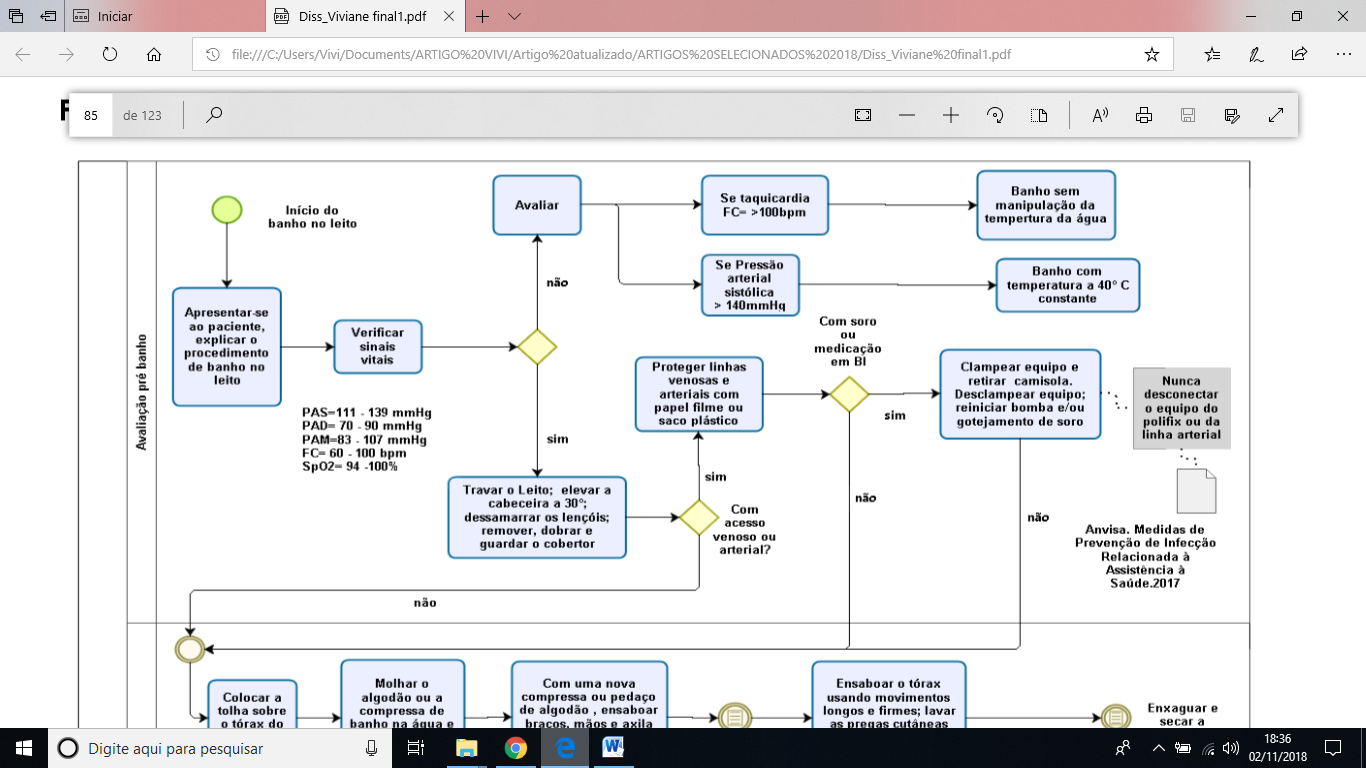 Iniciar
Diss_Viviane final1.pdf
file:///C:/Users/Vivi/Documents/ARTIGO%20VIVI/Artigo%20atualizado/ARTIGOS%20SELECIONADOS%202018/Diss_Viviane%20final1.pdf
85
de 123
Avaliação pré banho
Início do
banho no leito
Apresentar-se
ao paciente,
explicar o
procedimento
de banho no
leito
Verificar
sinais
vitais
PAS=111 - 139 mmHg
PAD= 70 - 90 mmHg
PAM=83 - 107 mmHg
FC= 60 - 100 bpm
SpO2= 94 -100%
não
Avaliar
Se taquicardia
FC= >100bpm
Banho sem
manipulação da
tempertura da água
Se Pressão
arterial
sistólica
> 140mmHg
Banho com
temperatura a 40° C
constante
sim
Travar o Leito; elevar a
cabeceira a 30°;
dessamarrar os lençóis;
remover, dobrar e
guardar o cobertor
Com
acesso
venoso ou
arterial?
sim
Proteger linhas
venosas e
arteriais com
papel filme ou
saco plástico
Com soro
ou
medicação
em BI
sim
Clampear equipo e
retirar camisola.
Desclampear equipo;
reiniciar bomba e/ou
gotejamento de soro
Nunca
desconectar
o equipo do
polifix ou da
linha arterial
Anvisa. Medidas de
Prevenção de Infecção
Relacionada à
Assistência à
Saúde.2017
não
não
não
Colocar a
tolha sobre
o tórax do
Molhar o
algodão ou a
compressa de
banho na água e
Com uma nova
compressa ou pedaço
de algodão , ensaboar
braços, mãos e axila
Ensaboar o tórax
usando movimentos
longos e firmes; lavar
as pregas cutâneas
Enxaguar e
secar a
Digite aqui para pesquisar
18:36
02/11/2018